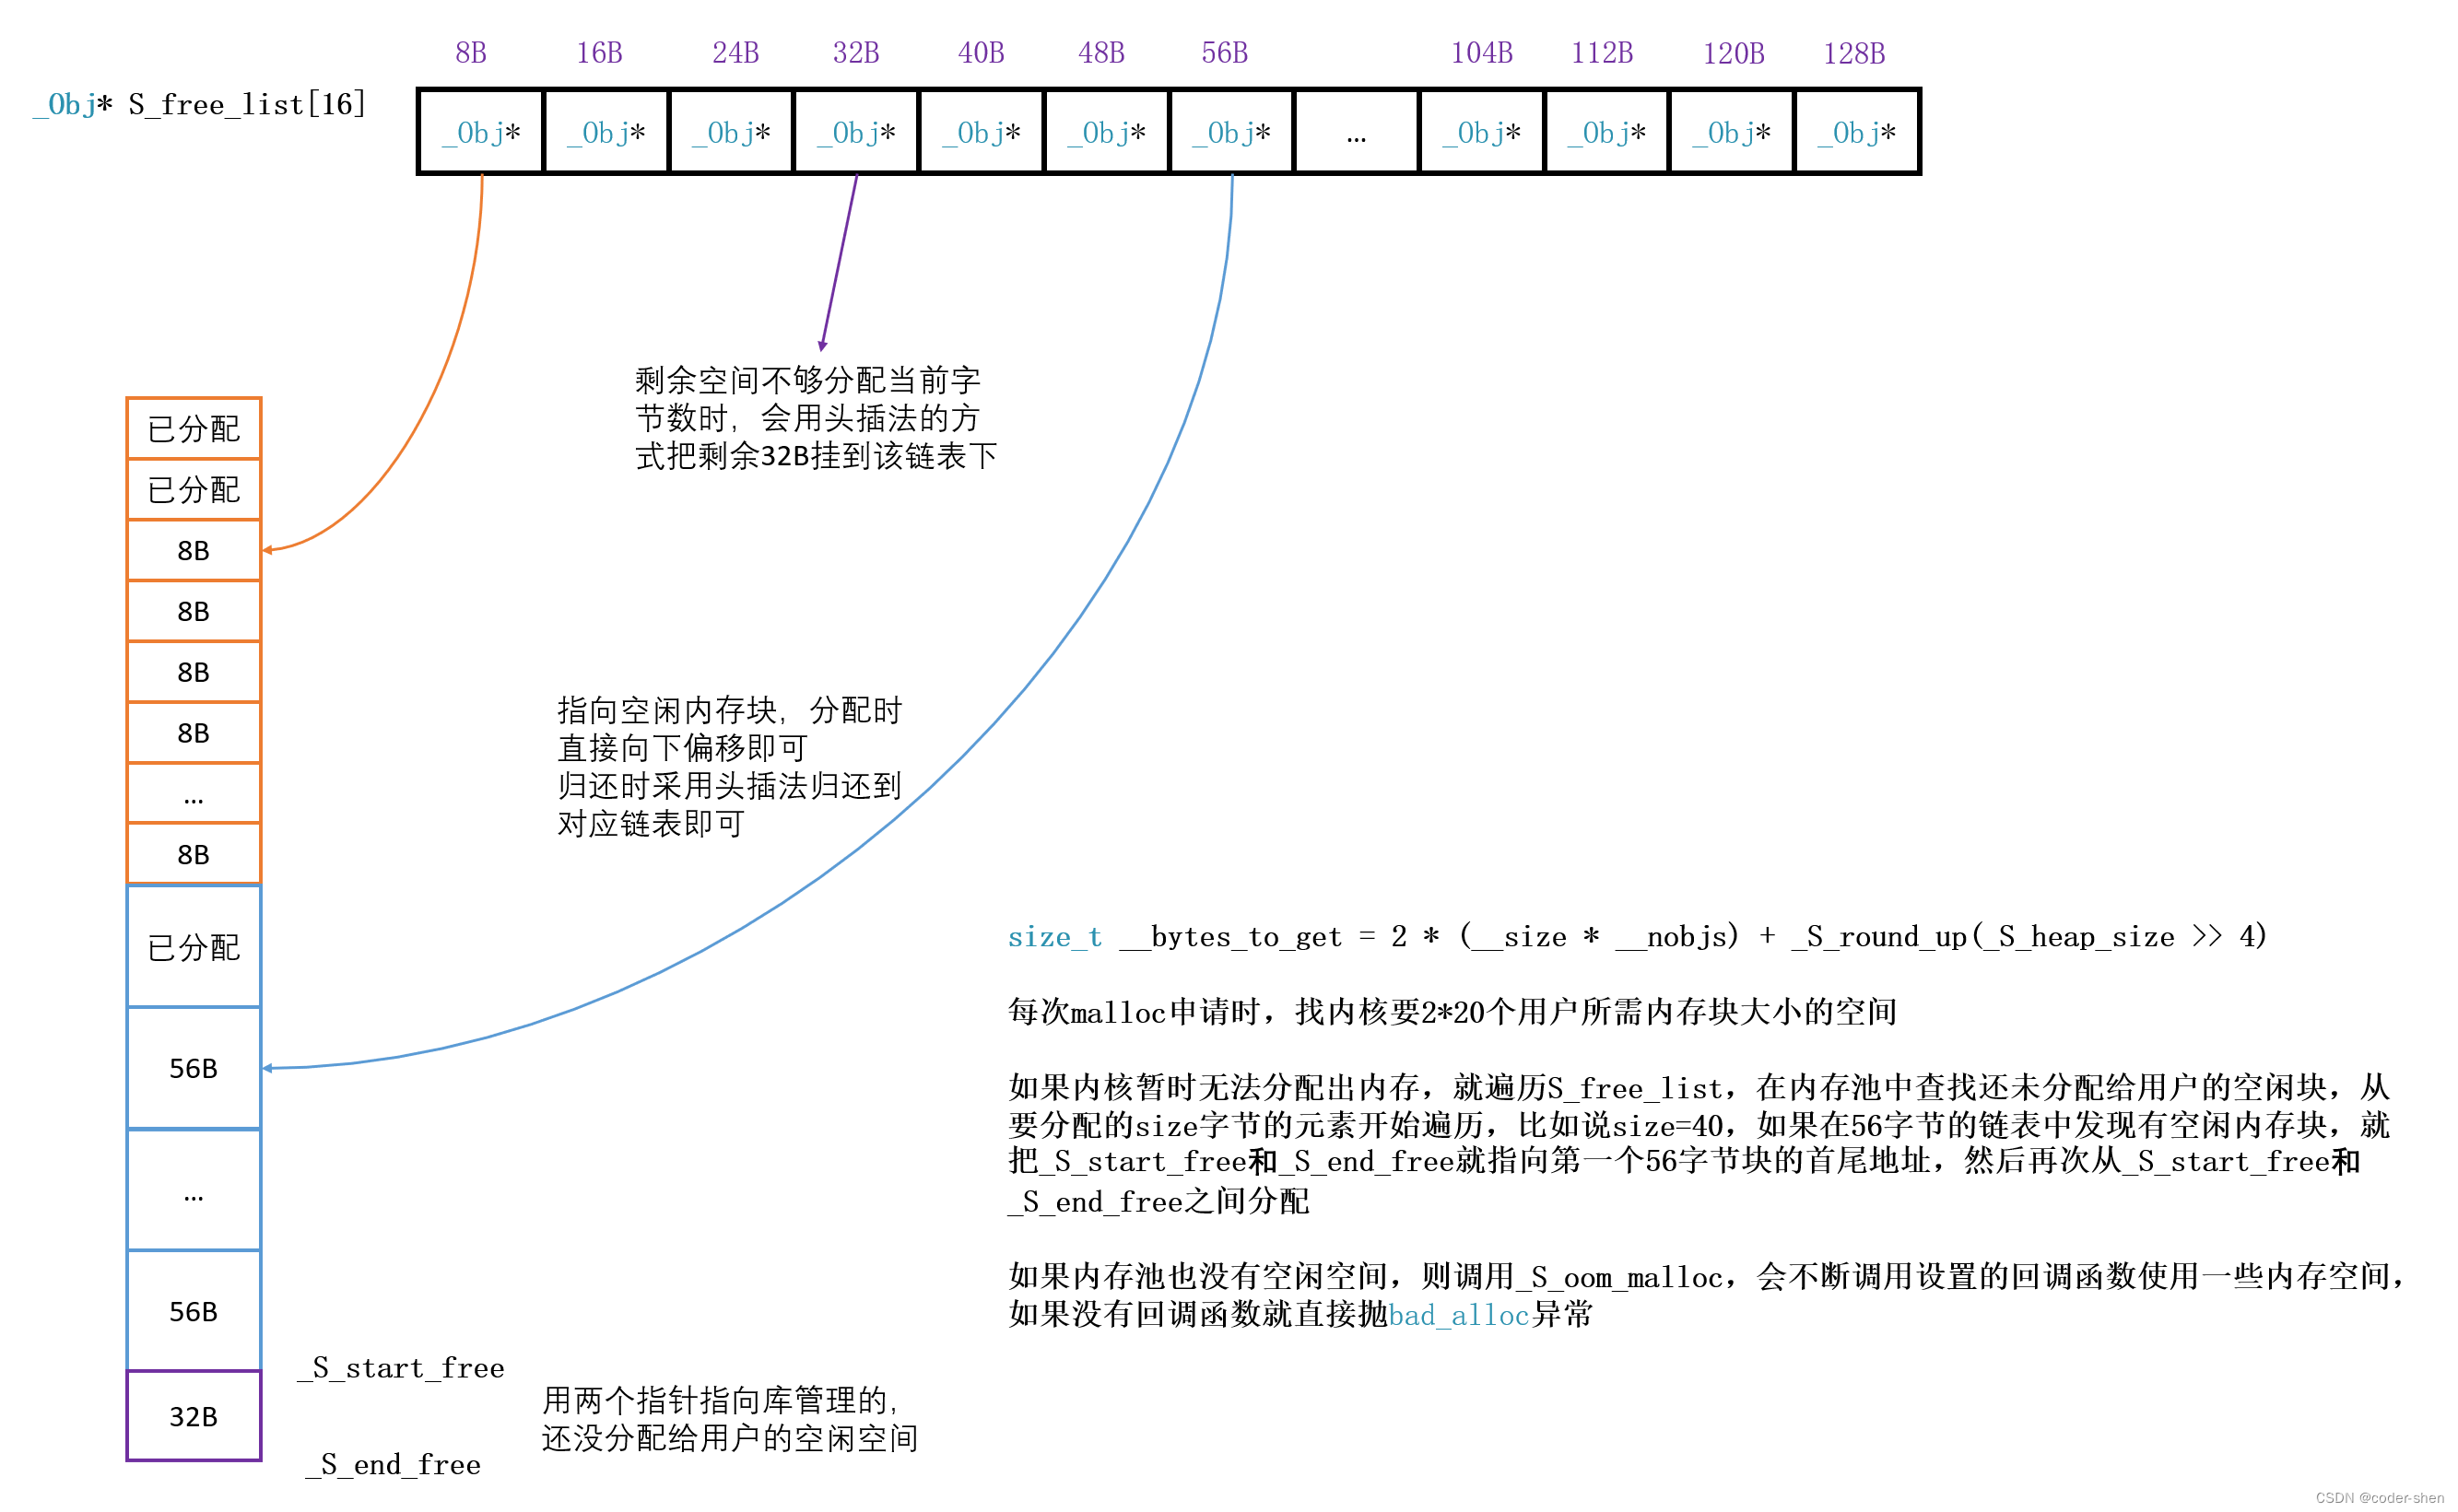 8B 16B 24B 32B 40B 48B 56B 104B 112B 120B 128B
_Obj* S_free_list[16]
_Obj* _Obj* _Obj* _Obj* _Obj* _Obj* _Obj* … _Obj* _Obj* _Obj* _Obj*
剩余空间不够分配当前字
节数时，会用头插法的方
式把剩余32B挂到该链表下
已分配
已分配
8B
8B
8B
8B
…
8B
已分配
56B
…
56B
32B
指向空闲内存块，分配时
直接向下偏移即可
归还时采用头插法归还到
对应链表即可
size_t __bytes_to_get = 2 * (__size * __nobjs) + _S_round_up(_S_heap_size >> 4)
每次malloc申请时，找内核要2*20个用户所需内存块大小的空间
如果内核暂时无法分配出内存，就遍历S_free_list，在内存池中查找还未分配给用户的空闲块，从
要分配的size字节的元素开始遍历，比如说size=40，如果在56字节的链表中发现有空闲内存块，就
把_S_start_free和_S_end_free就指向第一个56字节块的首尾地址，然后再次从_S_start_free和
_S_end_free之间分配
如果内存池也没有空闲空间，则调用_S_oom_malloc，会不断调用设置的回调函数使用一些内存空间，
如果没有回调函数就直接抛bad_alloc异常
_S_start_free
用两个指针指向库管理的，
还没分配给用户的空闲空间
_S_end_free
CSDN @coder-shen